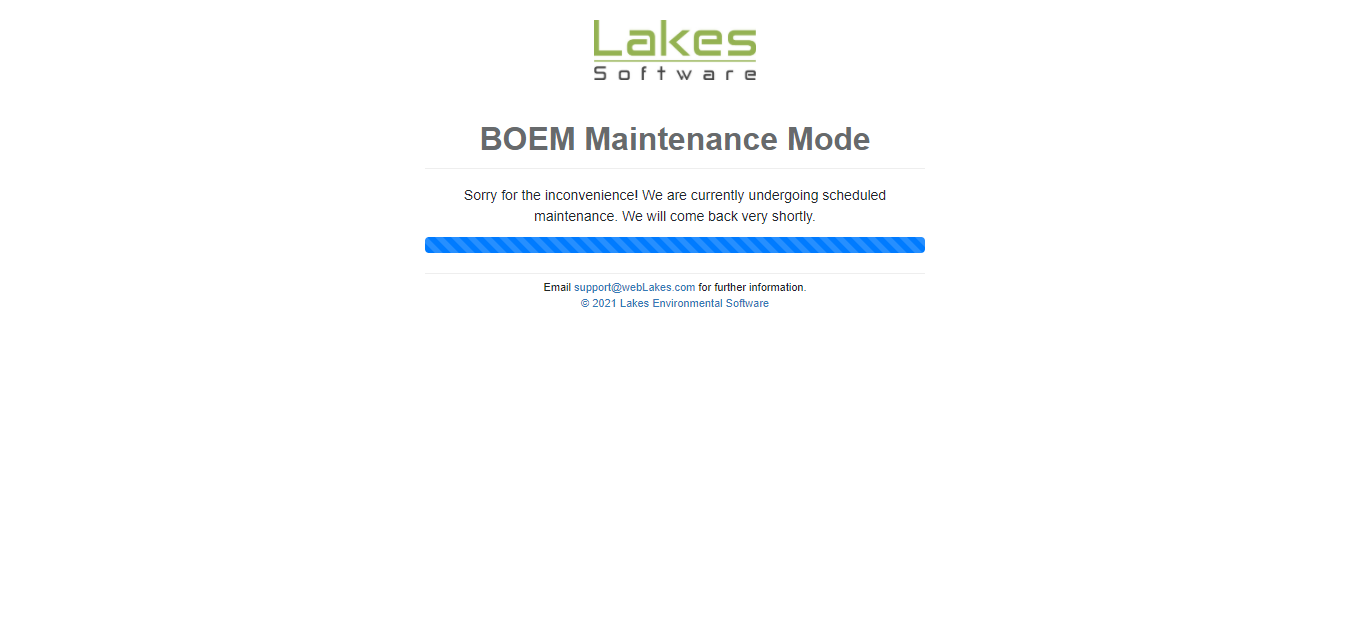 Lakes
Software
BOEM Maintenance Mode
Sorry for the inconvenience! We are currently undergoing scheduled
maintenance. We will come back very shortly.
Email support@webLakes.com for further information.
© 2021 Lakes Environmental Software